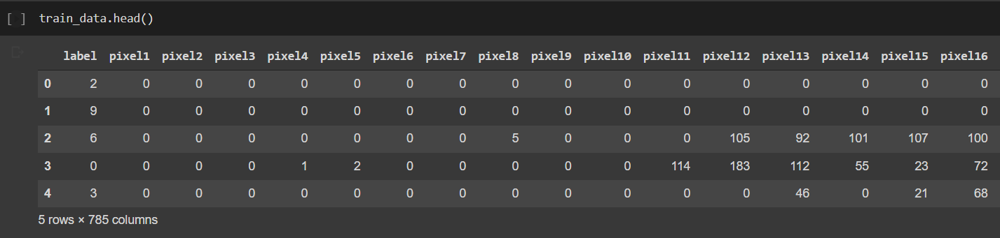 [ ] train_data.head()
label pixel1 pixel2 pixel3 pixel4 pixel5 pixel6 pixel7 pixel8 pixel9 pixel10 pixel11 pixel12 pixel13 pixel14 pixel15 pixel16
0 2 0 0 0 0 0 0 0 0 0 0 0 0 0 0 0 0
1 9 0 0 0 0 0 0 0 0 0 0 0 0 0 0 0 0
2 6 0 0 0 0 0 0 0 5 0 0 0 105 92 101 107 100
3 0 0 0 0 1 2 0 0 0 0 0 114 183 112 55 23 72
4 3 0 0 0 0 0 0 0 0 0 0 0 0 46 0 21 68
5 rows × 785 columns